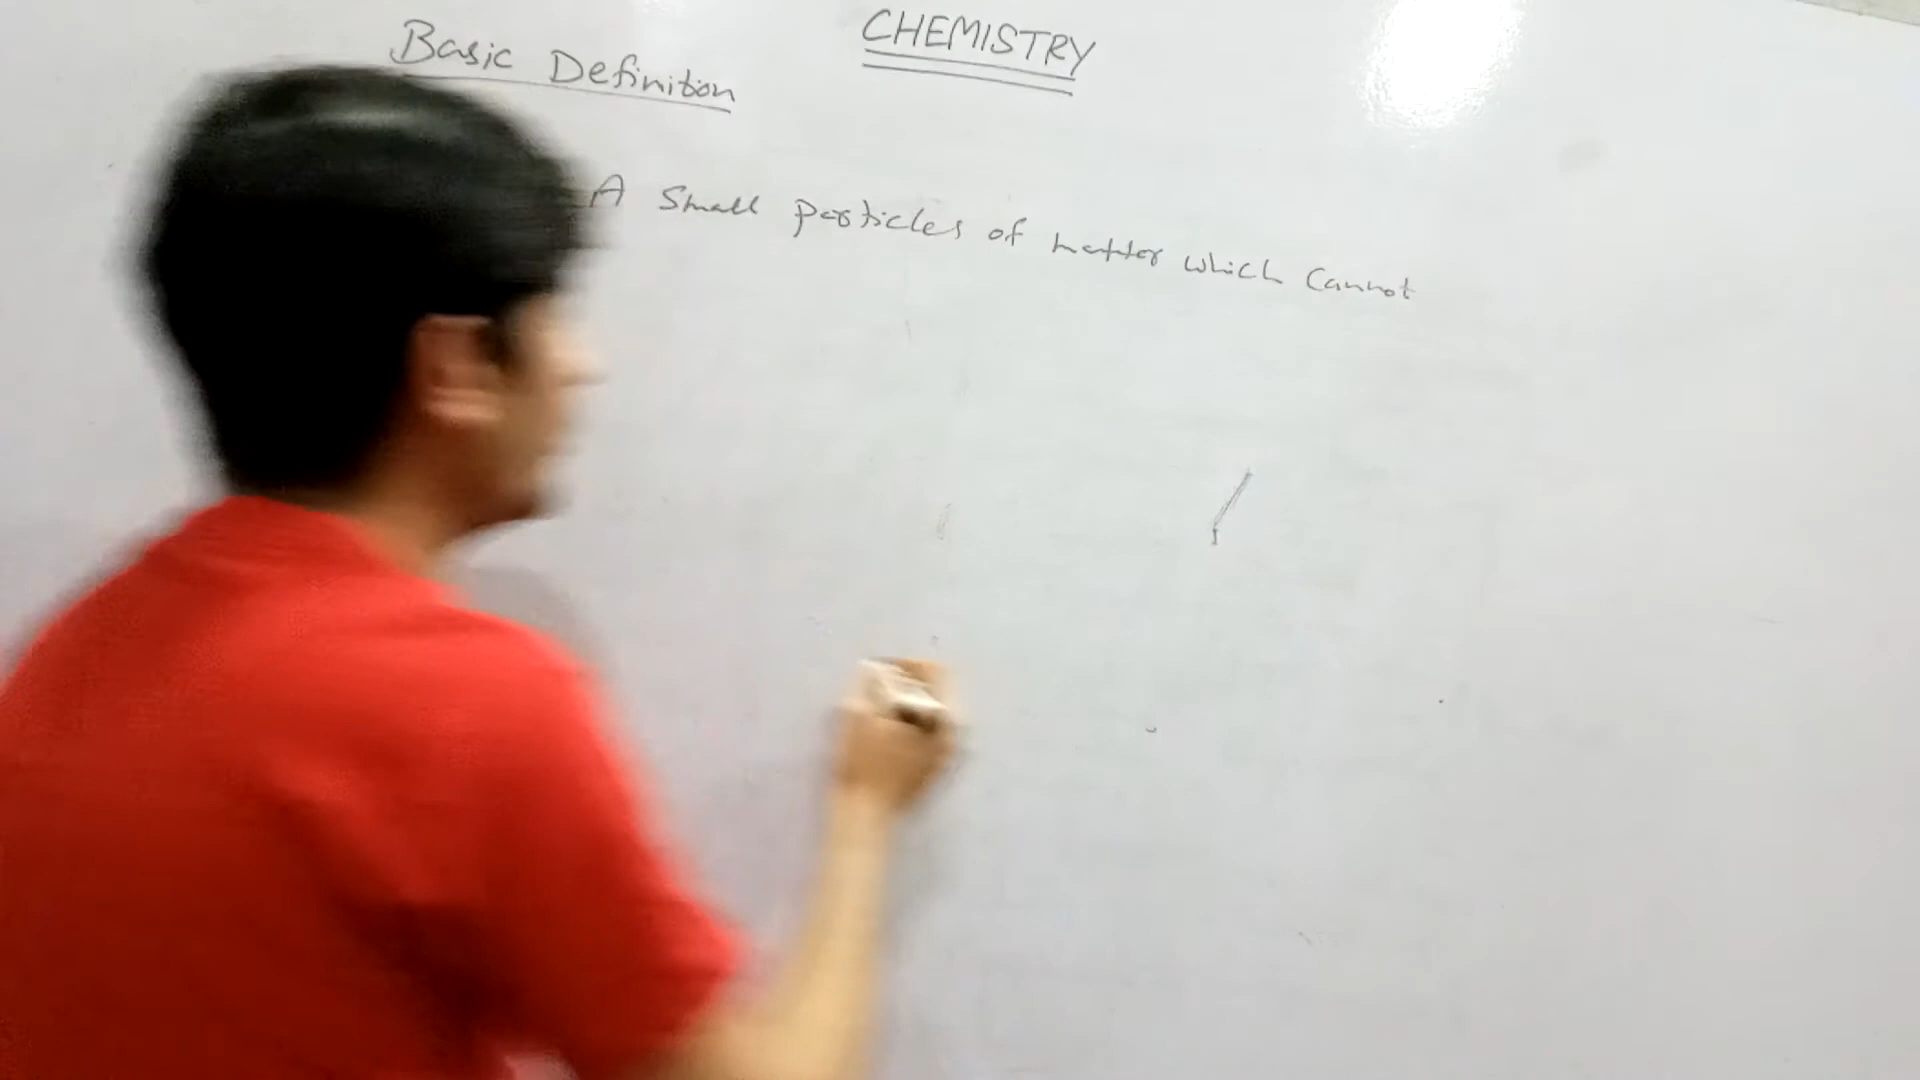 CHEMISTRY
Basic Definition
A Small particles of matter which Cannot